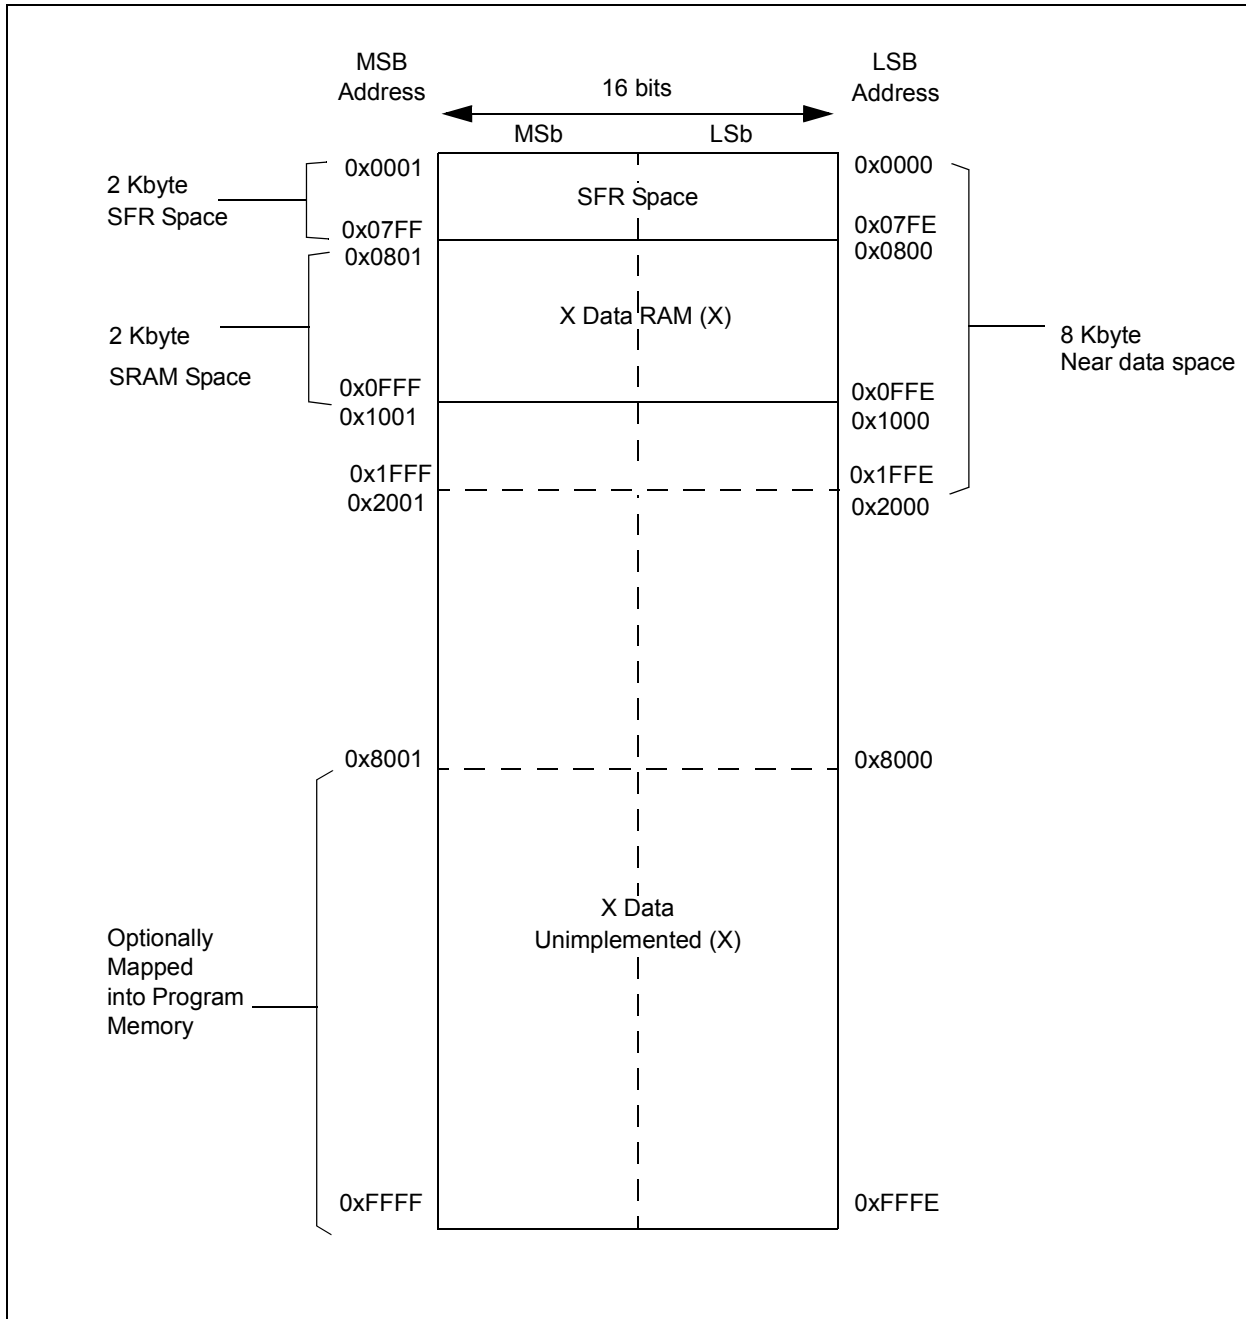 MSB
Address
LSB
Address
16 bits
MSb
LSb
0x0001
0x0000
2 Kbyte
SFR Space
SFR Space
0x07FF
0x07FE
0x0801
0x0800
X Data RAM (X)
2 Kbyte
SRAM Space
8 Kbyte
Near data space
0x0FFF
0x0FFE
0x1001
0x1000
0x1FFF
0x1FFE
0x2001
0x2000
0x8001
0x8000
X Data
Unimplemented (X)
Optionally
Mapped
into Program
Memory
0xFFFF
0xFFFE